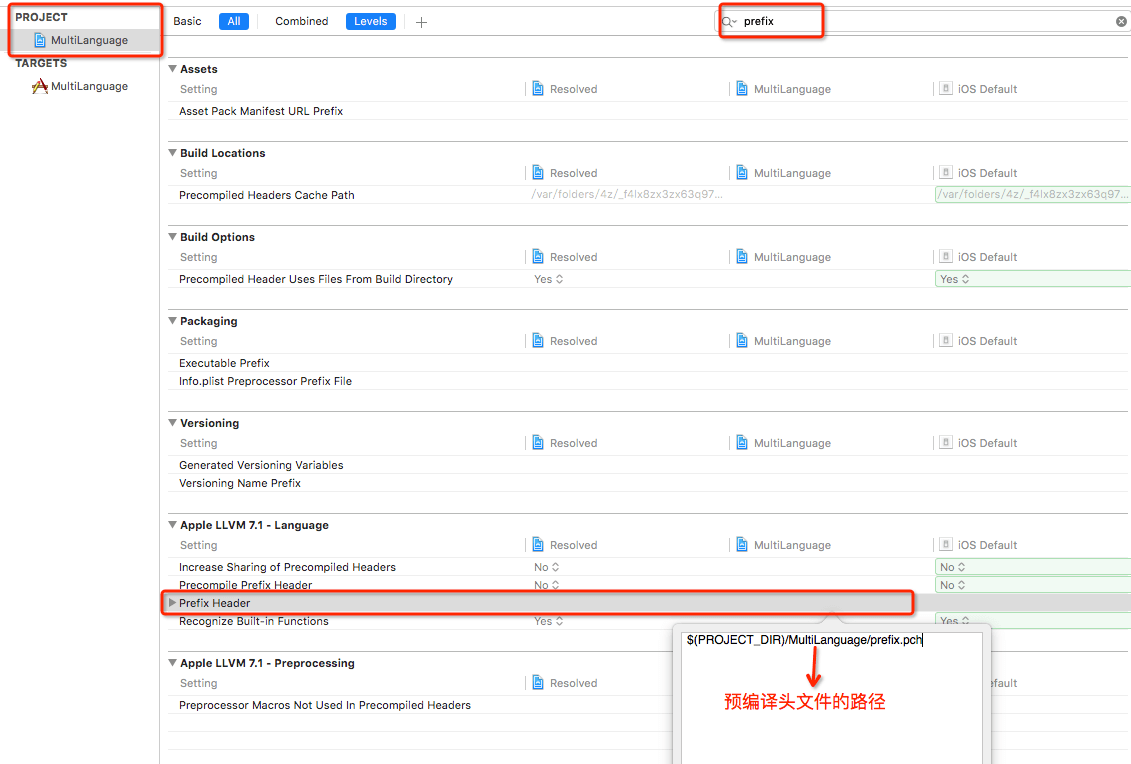 PROJECT
MultiLanguage
TARGETS
MultiLanguage
Basic All Combined Levels prefix
Assets
Setting Resolved MultiLanguage iOS Default
Asset Pack Manifest URL Prefix
Build Locations
Setting Resolved MultiLanguage iOS Default
Precompiled Headers Cache Path /var/folders/4z/_f4lx8zx3zx63q97... /var/folders/4z/_f4lx8zx3zx63q97...
Build Options
Setting Resolved MultiLanguage iOS Default
Precompiled Header Uses Files From Build Directory Yes Yes
Packaging
Setting Resolved MultiLanguage iOS Default
Executable Prefix
Info.plist Preprocessor Prefix File
Versioning
Setting Resolved MultiLanguage iOS Default
Generated Versioning Variables
Versioning Name Prefix
Apple LLVM 7.1 - Language
Setting Resolved MultiLanguage iOS Default
Increase Sharing of Precompiled Headers No No
Precompile Prefix Header No No
Prefix Header
Recognize Built-in Functions Yes Yes
$(PROJECT_DIR)/MultiLanguage/prefix.pch
预编译头文件的路径
Apple LLVM 7.1 - Preprocessing
Setting Resolved efault
Preprocessor Macros Not Used In Precompiled Headers